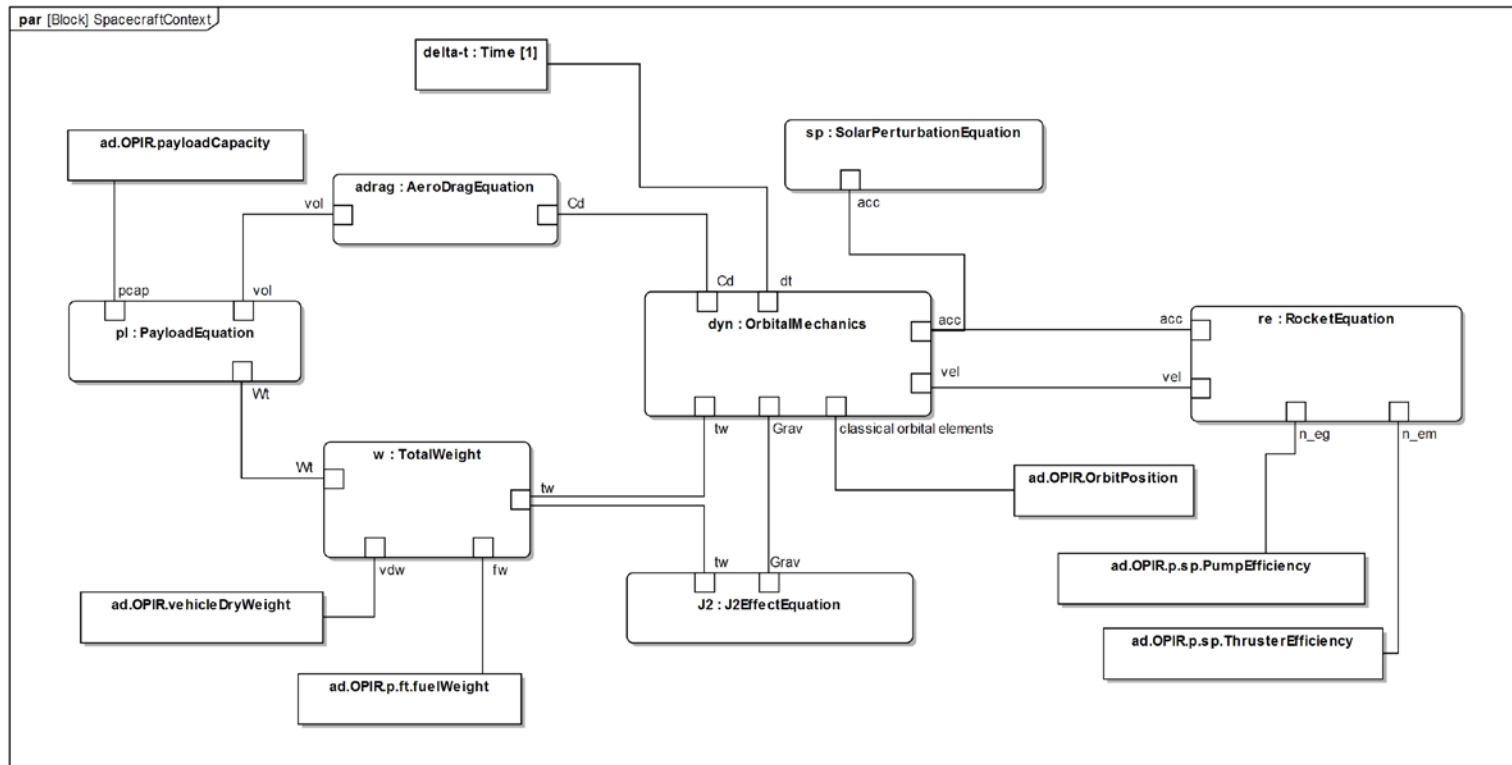 par [Block] SpacecraftContext
delta-t : Time [1]
sp : SolarPerturbationEquation
acc
ad.OPIR.payloadCapacity
adrag : AeroDragEquation
vol
Cd
pcap
vol
pl : PayloadEquation
Wt
Cd
dt
dyn : OrbitalMechanics
acc
vel
tw
Grav
classical orbital elements
acc
re : RocketEquation
vel
n_eg
n_em
w : TotalWeight
Wt
tw
vdw
fw
ad.OPIR.OrbitPosition
tw
Grav
J2 : J2EffectEquation
ad.OPIR.p.sp.PumpEfficiency
ad.OPIR.vehicleDryWeight
ad.OPIR.p.sp.ThrusterEfficiency
ad.OPIR.p.ft.fuelWeight